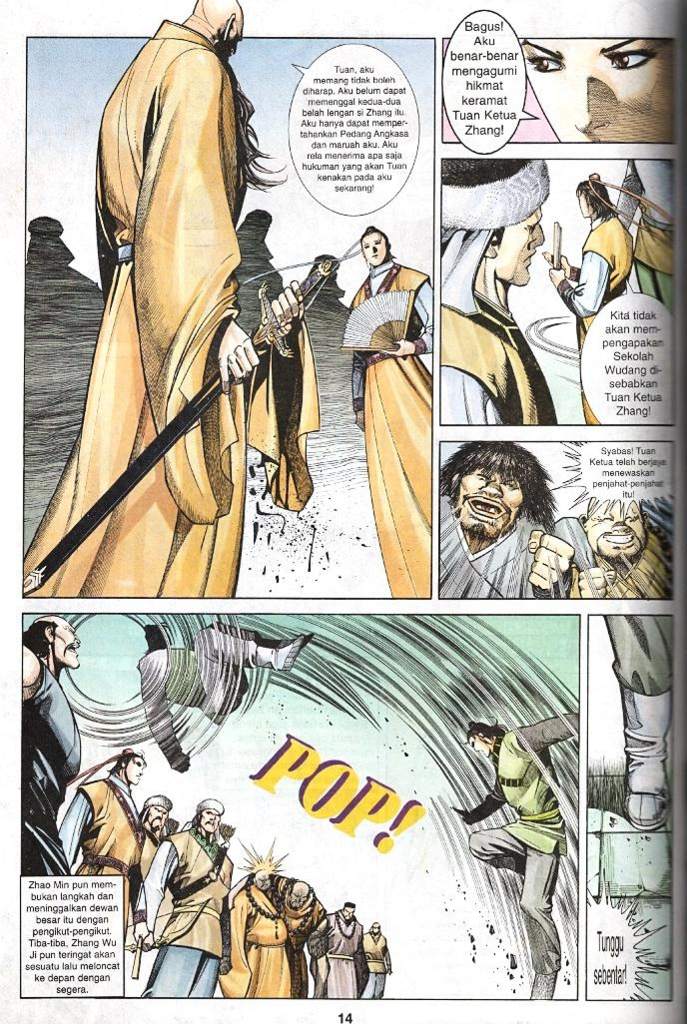 Tuan, aku
memang tidak boleh
diharap. Aku belum dapat
memenggal kedua-dua
belah lengan si Zhang itu.
Aku hanya dapat memper-
tahankan Pedang Angkasa
dan maruah aku. Aku
rela menerima apa saja
hukuman yang akan Tuan
kenakan pada aku
sekarang!
Bagus!
Aku
benar-benar
mengagumi
hikmat
keramat
Tuan Ketua
Zhang!
Kita tidak
akan mem-
pengapakan
Sekolah
Wudang di-
sebabkan
Tuan Ketua
Zhang!
Syabas! Tuan
Ketua telah berjaya
menewaskan
penjahat-penjahat
itu!
POP!
Zhao Min pun mem-
bukan langkah dan
meninggalkan dewan
besar itu dengan
pengikut-pengikut.
Tiba-tiba, Zhang Wu
Ji pun teringat akan
sesuatu lalu meloncat
ke depan dengan
segera.
Tunggu
sebentar!
14